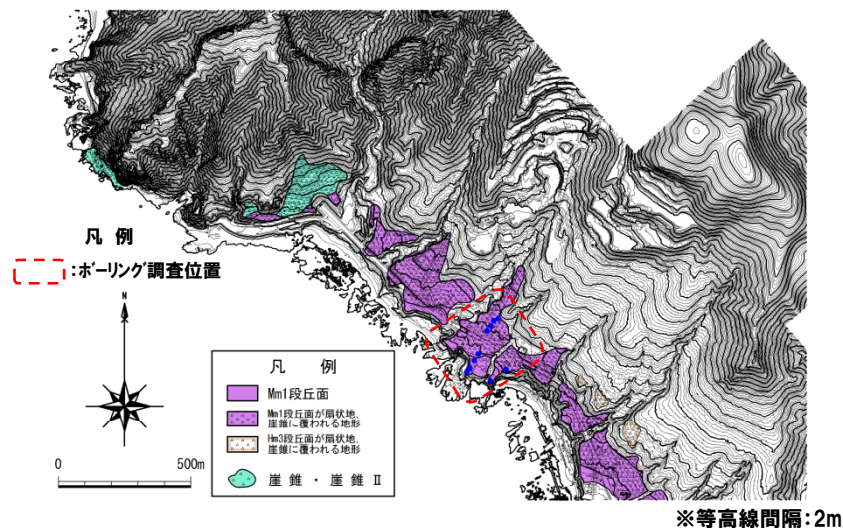 凡 例
:ボーリング調査位置
N
0 500m
凡 例
Mm1段丘面
Mm1段丘面が扇状地,
崖錐に覆われる地形
Hm3段丘面が扇状地,
崖錐に覆われる地形
崖錐・崖錐Ⅱ
※等高線間隔:2m